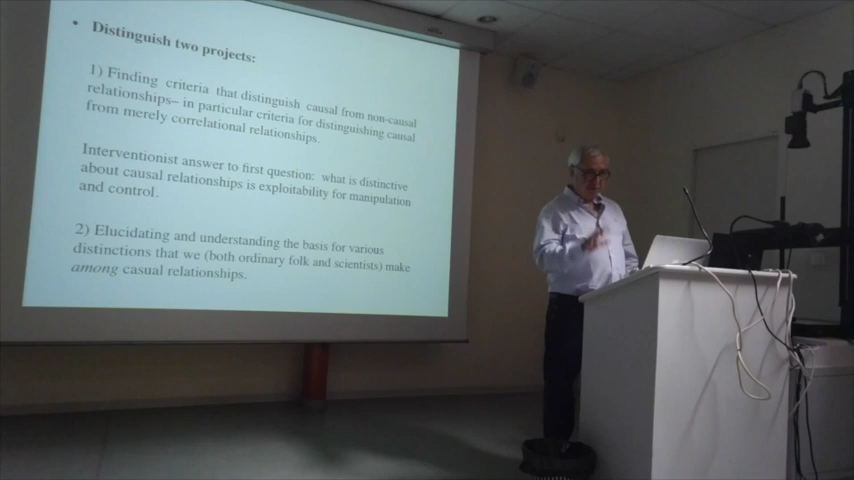 • Distinguish two projects:
1) Finding criteria that distinguish causal from non-causal
relationships– in particular criteria for distinguishing causal
from merely correlational relationships.
Interventionist answer to first question: what is distinctive
about causal relationships is exploitability for manipulation
and control.
2) Elucidating and understanding the basis for various
distinctions that we (both ordinary folk and scientists) make
among casual relationships.